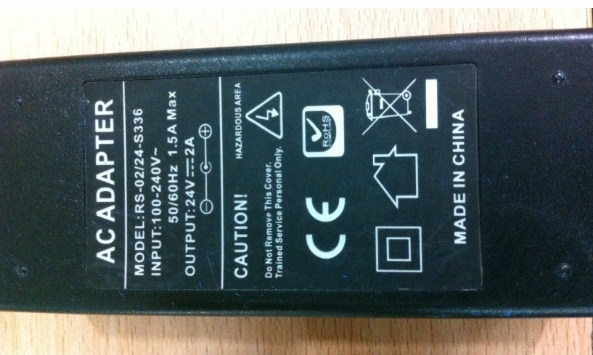 AC ADAPTER
MODEL:RS-02/24-S336
INPUT:100-240V~
50/60Hz 1.5A Max
OUTPUT:24V⎓2A
CAUTION!
HAZARDOUS AREA
Do Not Remove This Cover.
Trained Service Personal Only.
CE
RoHS
MADE IN CHINA